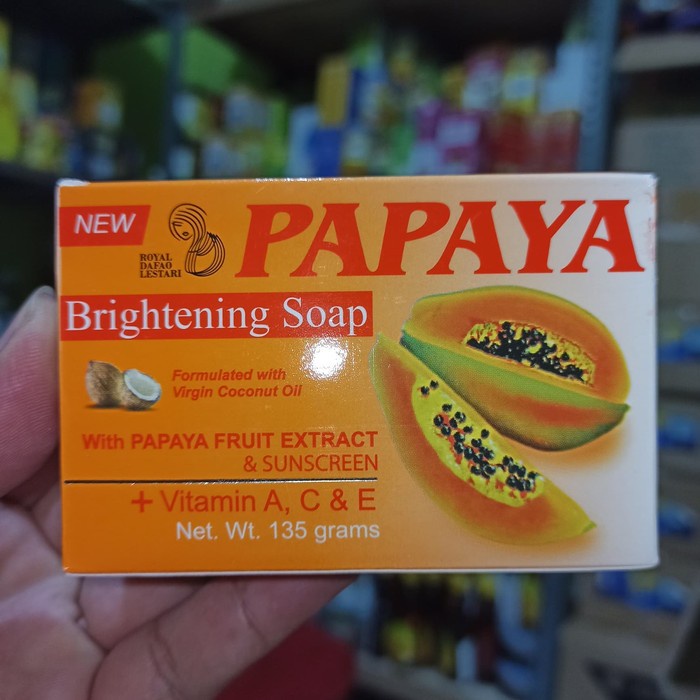 NEW
ROYAL
DAFAO
LESTARI
PAPAYA
Brightening Soap
Formulated with
Virgin Coconut Oil
With PAPAYA FRUIT EXTRACT
& SUNSCREEN
+ Vitamin A, C & E
Net. Wt. 135 grams